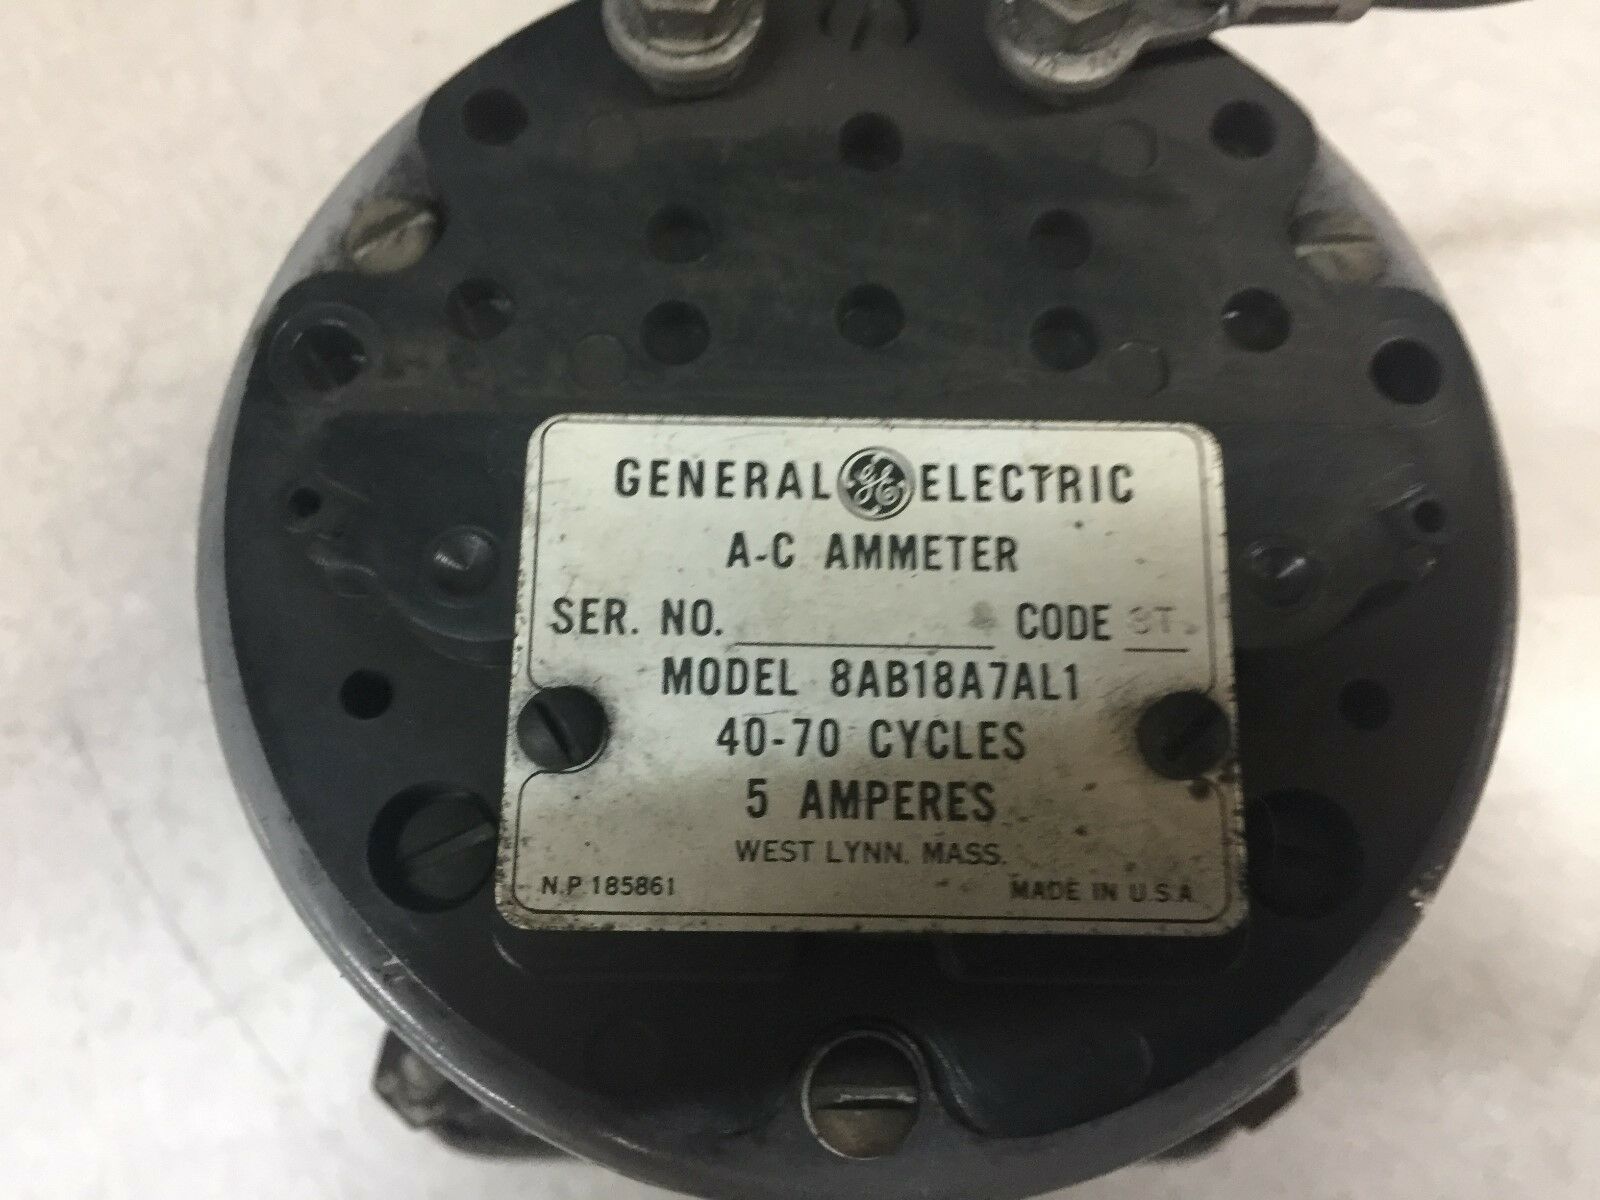 GENERAL GE ELECTRIC
A-C AMMETER
SER. NO. CODE
MODEL 8AB18A7AL1
40-70 CYCLES
5 AMPERES
WEST LYNN. MASS.
N.P. 185861 MADE IN U.S.A.